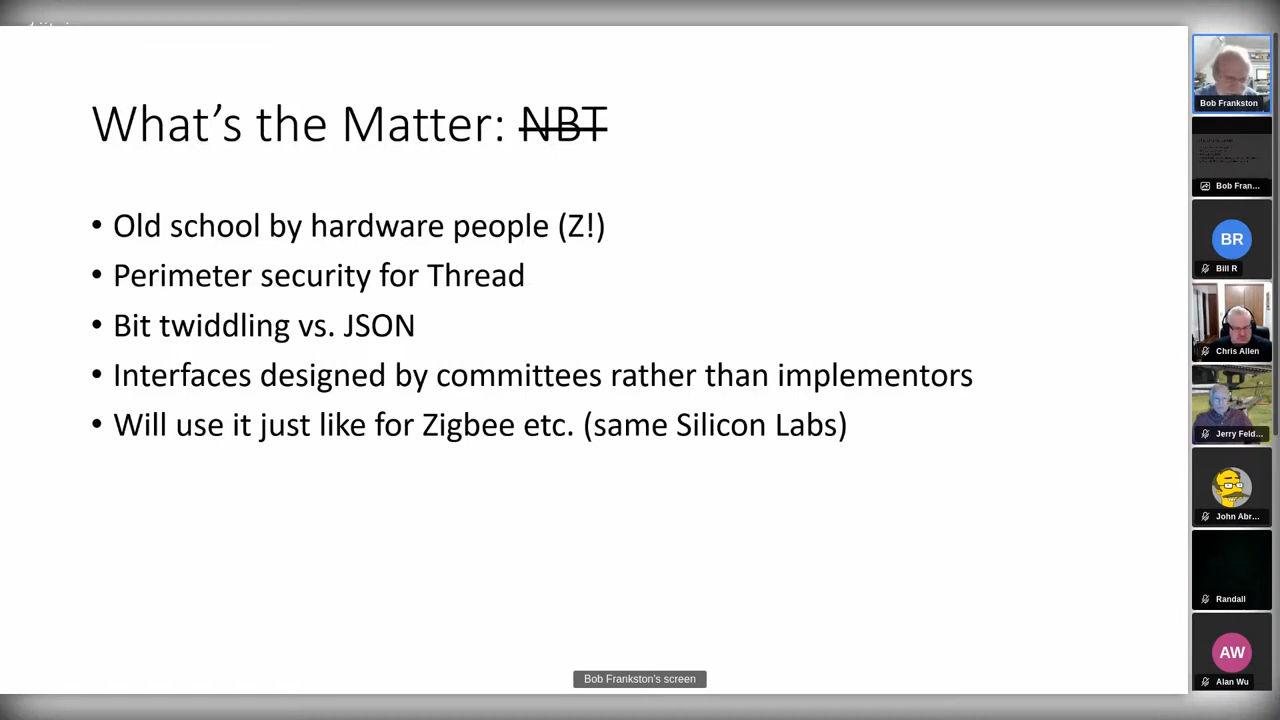 What's the Matter: NBT
• Old school by hardware people (Z!)
• Perimeter security for Thread
• Bit twiddling vs. JSON
• Interfaces designed by committees rather than implementors
• Will use it just like for Zigbee etc. (same Silicon Labs)
Bob Frankston's screen
Bob Frankston
Bob Fran...
BR
Bill R
Chris Allen
Jerry Feld...
John Abr...
Randall
AW
Alan Wu